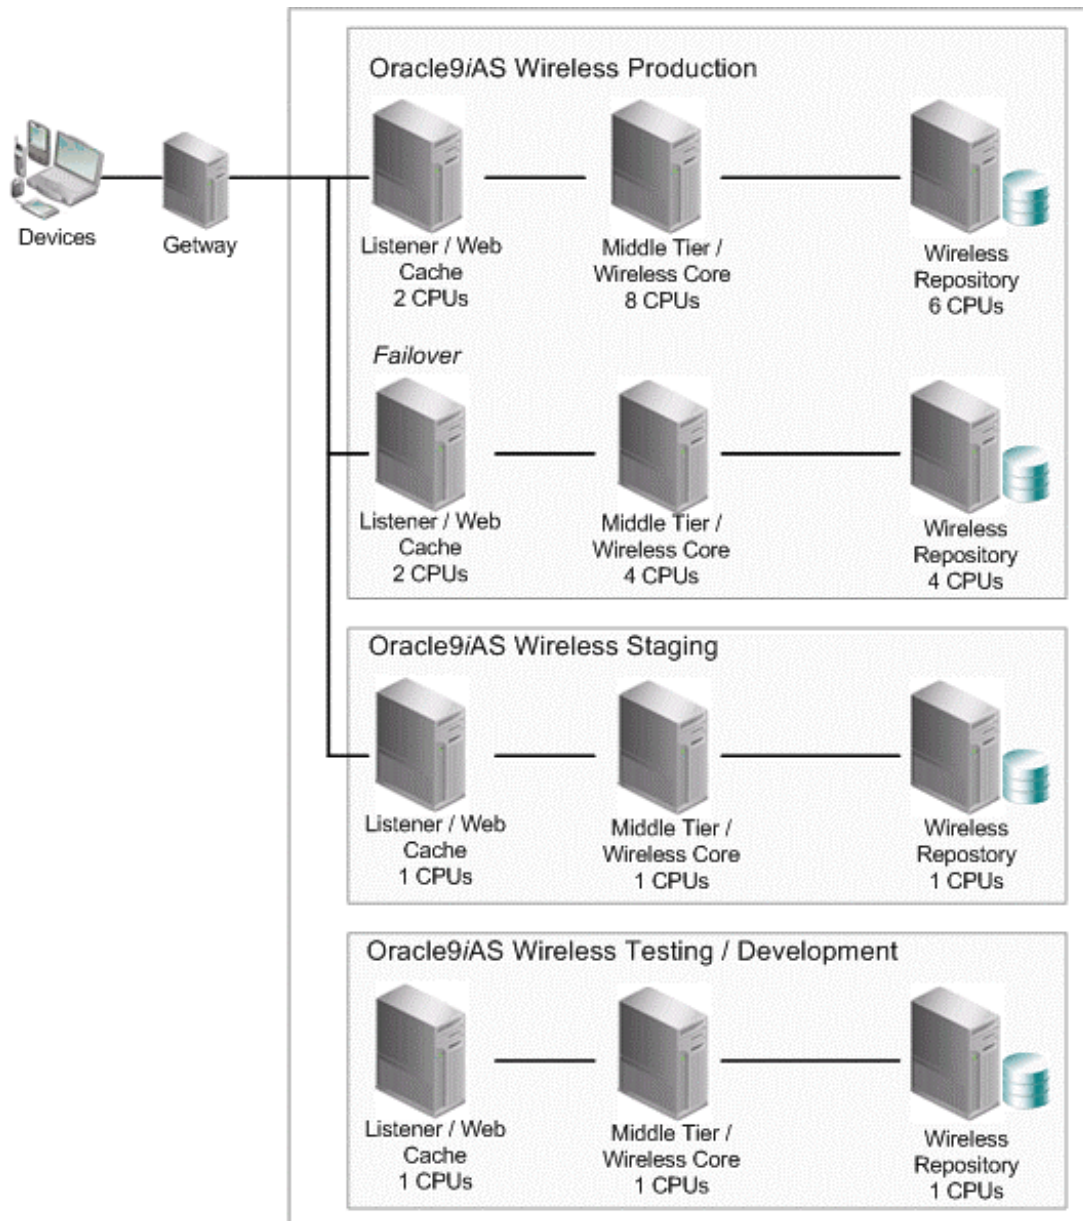 Oracle9iAS Wireless Production
Devices
Getway
Listener / Web
Cache
2 CPUs
Middle Tier /
Wireless Core
8 CPUs
Wireless
Repository
6 CPUs
Failover
Listener / Web
Cache
2 CPUs
Middle Tier /
Wireless Core
4 CPUs
Wireless
Repository
4 CPUs
Oracle9iAS Wireless Staging
Listener / Web
Cache
1 CPUs
Middle Tier /
Wireless Core
1 CPUs
Wireless
Repostory
1 CPUs
Oracle9iAS Wireless Testing / Development
Listener / Web
Cache
1 CPUs
Middle Tier /
Wireless Core
1 CPUs
Wireless
Repository
1 CPUs